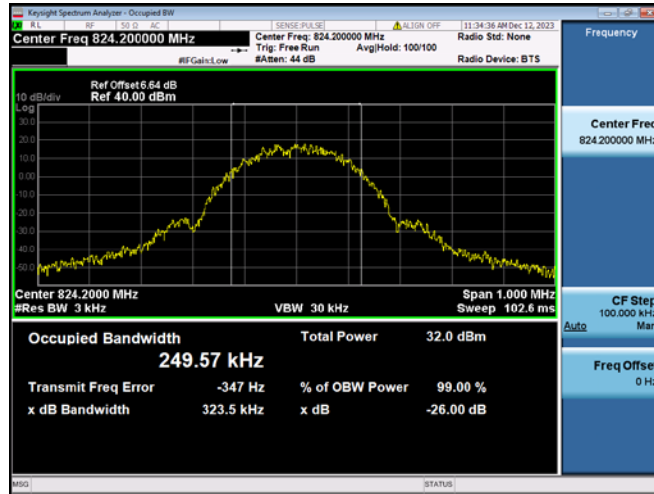 Keysight Spectrum Analyzer - Occupied BW
RL RF 50 Ω AC SENSE:PULSE ALIGN OFF 11:34:36 AM Dec 12, 2023
Center Freq 824.200000 MHz Center Freq: 824.200000 MHz Radio Std: None Frequency
Trig: Free Run Avg|Hold: 100/100
#IFGain:Low #Atten: 44 dB Radio Device: BTS
Ref Offset 6.64 dB
10 dB/div Ref 40.00 dBm
Log
30.0
20.0
10.0
0.00
-10.0
-20.0
-30.0
-40.0
-50.0
Center Freq
824.200000 MHz
Center 824.2000 MHz Span 1.000 MHz
#Res BW 3 kHz VBW 30 kHz Sweep 102.6 ms
CF Step
100.000 kHz
Auto Man
Occupied Bandwidth Total Power 32.0 dBm
249.57 kHz
Transmit Freq Error -347 Hz % of OBW Power 99.00 %
x dB Bandwidth 323.5 kHz x dB -26.00 dB
Freq Offset
0 Hz
MSG STATUS